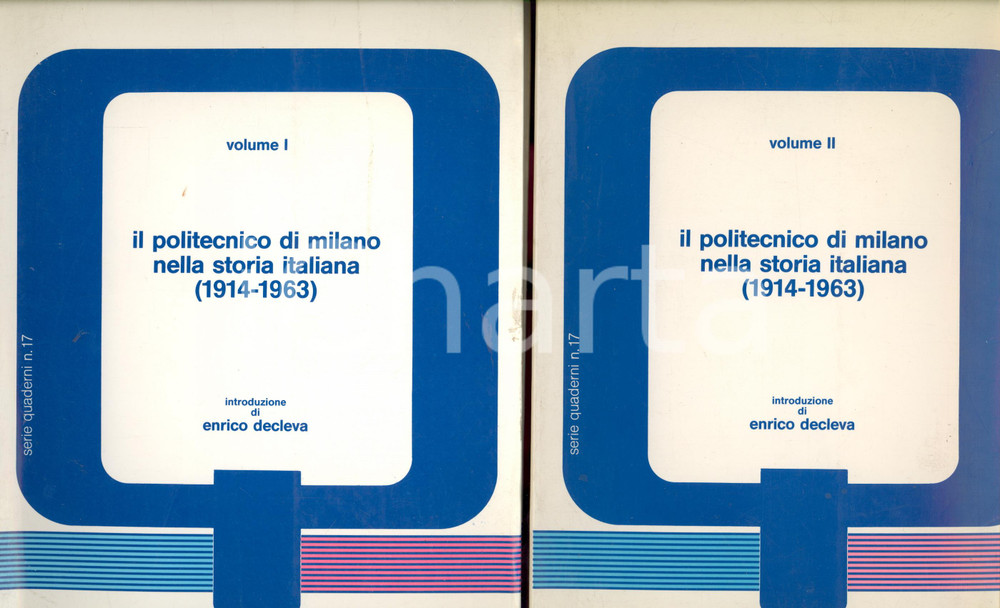 volume I
il politecnico di milano
nella storia italiana
(1914-1963)
introduzione
di
enrico decleva
serie quaderni n.17
volume II
il politecnico di milano
nella storia italiana
(1914-1963)
introduzione
di
enrico decleva
serie quaderni n.17